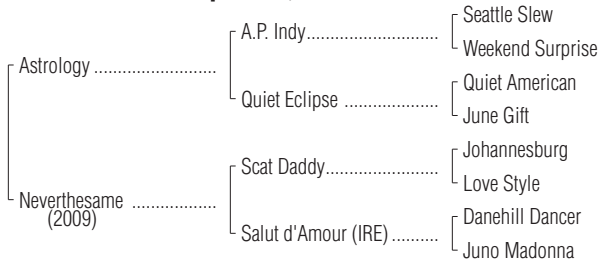 Seattle Slew
A.P. Indy........................
Weekend Surprise
Astrology ......................
Quiet American
Quiet Eclipse .................
June Gift
Johannesburg
Scat Daddy....................
Love Style
Neverthesame ...............
(2009)
Danehill Dancer
Salut d'Amour (IRE) ..........
Juno Madonna